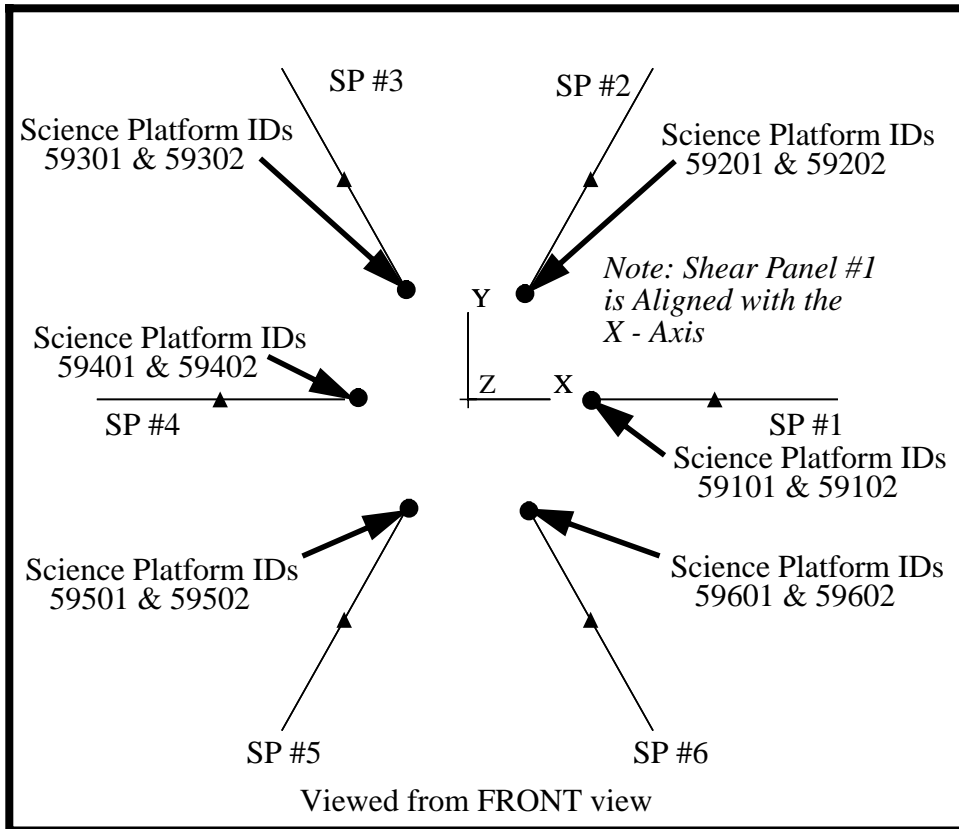 SP #3
SP #2
Science Platform IDs
59301 & 59302
Science Platform IDs
59201 & 59202
Note: Shear Panel #1
is Aligned with the
X - Axis
Y
Z
X
Science Platform IDs
59401 & 59402
SP #4
SP #1
Science Platform IDs
59101 & 59102
Science Platform IDs
59501 & 59502
Science Platform IDs
59601 & 59602
SP #5
SP #6
Viewed from FRONT view